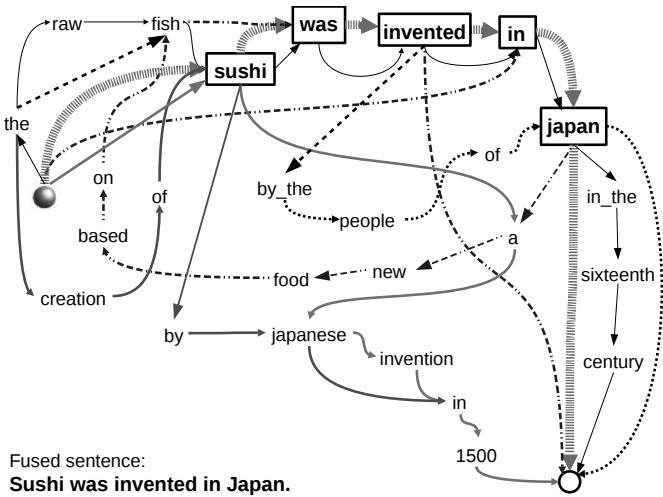 raw
fish
was
invented
in
sushi
the
japan
of
on
by_the
of
in_the
people
based
a
new
food
sixteenth
creation
by
japanese
invention
century
in
1500
Fused sentence:
Sushi was invented in Japan.